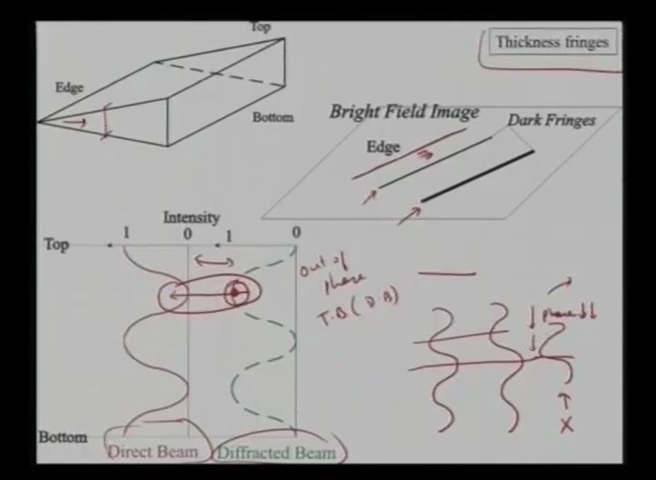 Top
Thickness fringes
Edge
Bottom
Bright Field Image
Dark Fringes
Edge
Intensity
1 0 1 0
Top
out of
phase
T.B (D.B)
phase ↓↓
X
Bottom
Direct Beam
Diffracted Beam